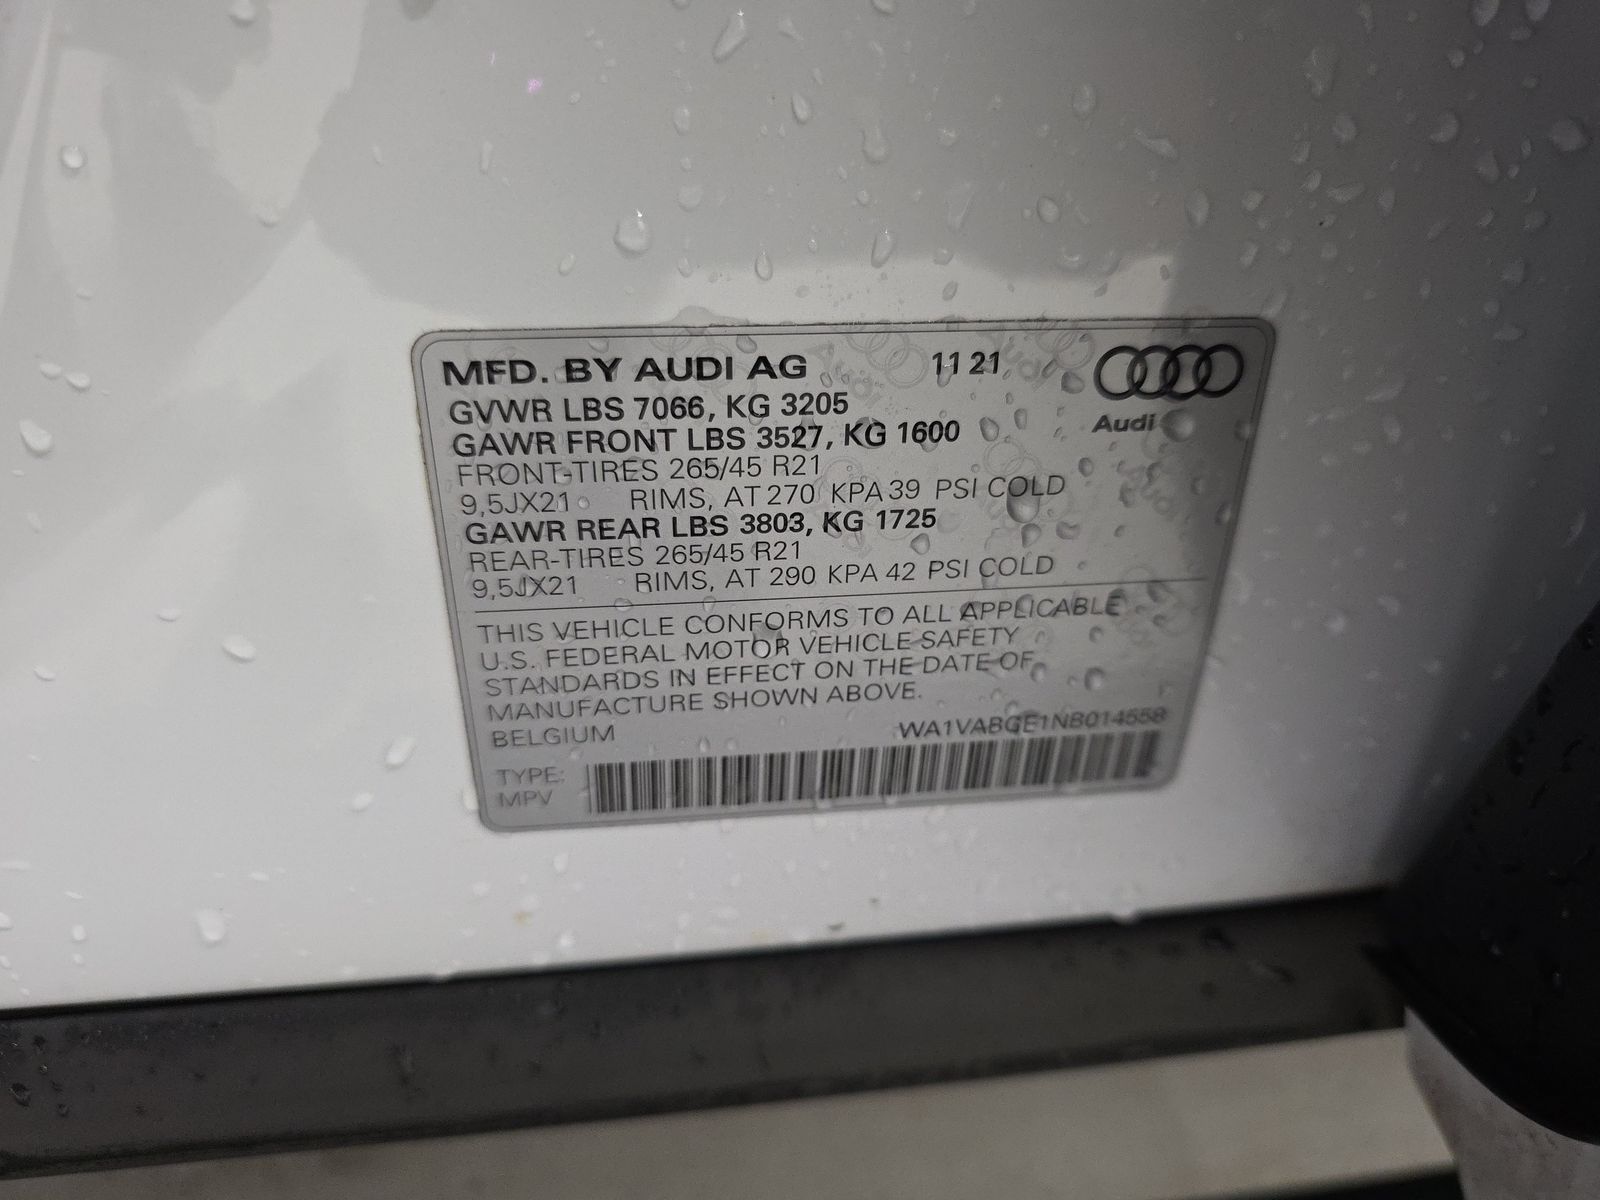 MFD. BY AUDI AG 11 21
Audi
GVWR LBS 7066, KG 3205
GAWR FRONT LBS 3527, KG 1600
FRONT-TIRES 265/45 R21
9,5JX21 RIMS, AT 270 KPA 39 PSI COLD
GAWR REAR LBS 3803, KG 1725
REAR-TIRES 265/45 R21
9,5JX21 RIMS, AT 290 KPA 42 PSI COLD
THIS VEHICLE CONFORMS TO ALL APPLICABLE
U.S. FEDERAL MOTOR VEHICLE SAFETY
STANDARDS IN EFFECT ON THE DATE OF
MANUFACTURE SHOWN ABOVE.
BELGIUM WA1VABGE1NB014558
TYPE:
MPV